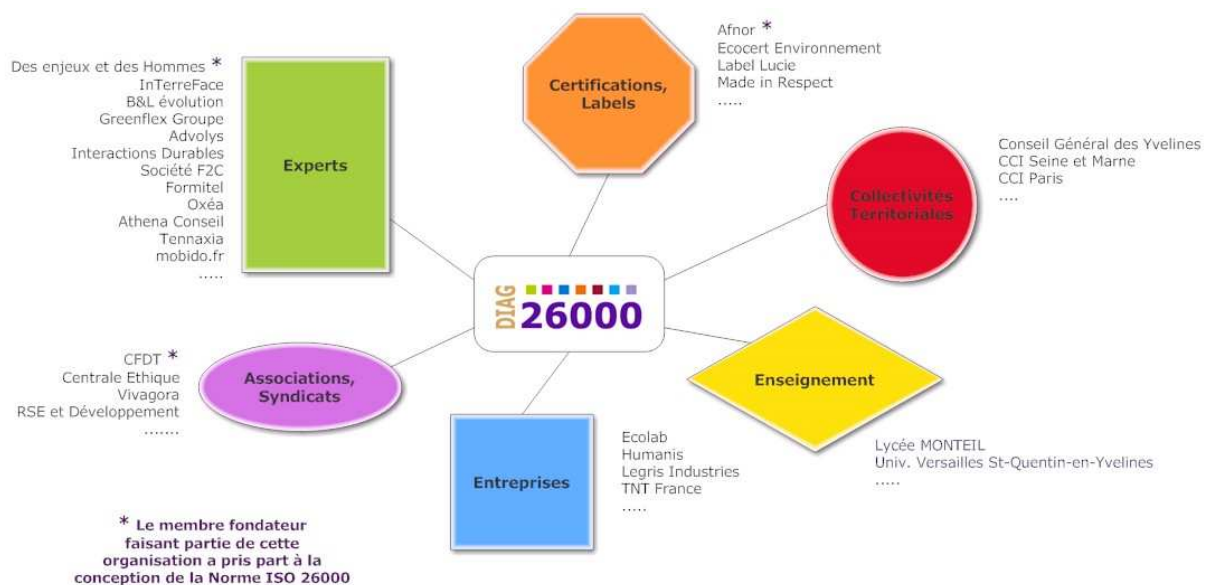 Des enjeux et des Hommes *
InTerreFace
B&L évolution
Greenflex Groupe
Advolys
Interactions Durables
Société F2C
Formitel
Oxéa
Athena Conseil
Tennaxia
mobido.fr
.....
Experts
Certifications,
Labels
Afnor *
Ecocert Environnement
Label Lucie
Made in Respect
.....
Collectivités
Territoriales
Conseil Général des Yvelines
CCI Seine et Marne
CCI Paris
....
DIAG
26000
CFDT *
Centrale Ethique
Vivagora
RSE et Développement
.......
Associations,
Syndicats
Entreprises
Ecolab
Humanis
Legris Industries
TNT France
.....
Enseignement
Lycée MONTEIL
Univ. Versailles St-Quentin-en-Yvelines
.....
* Le membre fondateur
faisant partie de cette
organisation a pris part à la
conception de la Norme ISO 26000